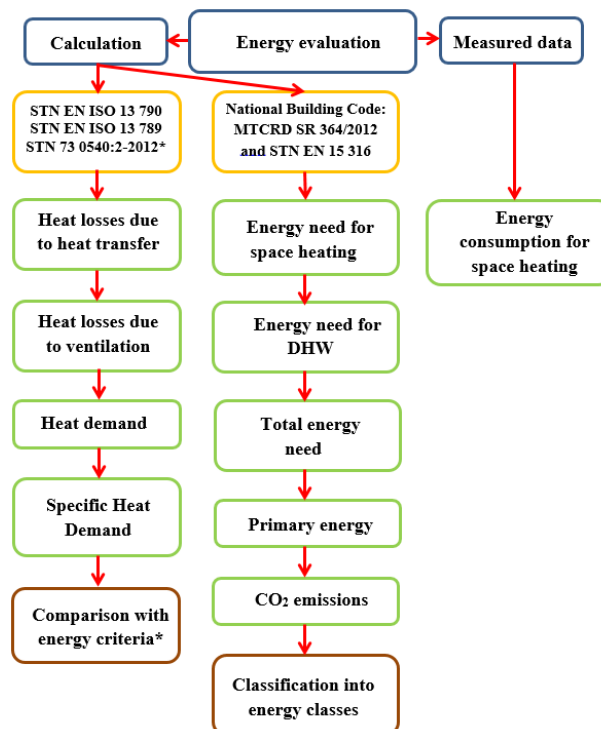 Calculation
Energy evaluation
Measured data
STN EN ISO 13 790
STN EN ISO 13 789
STN 73 0540:2-2012*
National Building Code:
MTCRD SR 364/2012
and STN EN 15 316
Heat losses due
to heat transfer
Energy need for
space heating
Energy
consumption for
space heating
Heat losses due
to ventilation
Energy need for
DHW
Heat demand
Total energy
need
Specific Heat
Demand
Primary energy
Comparison with
energy criteria*
CO₂ emissions
Classification into
energy classes